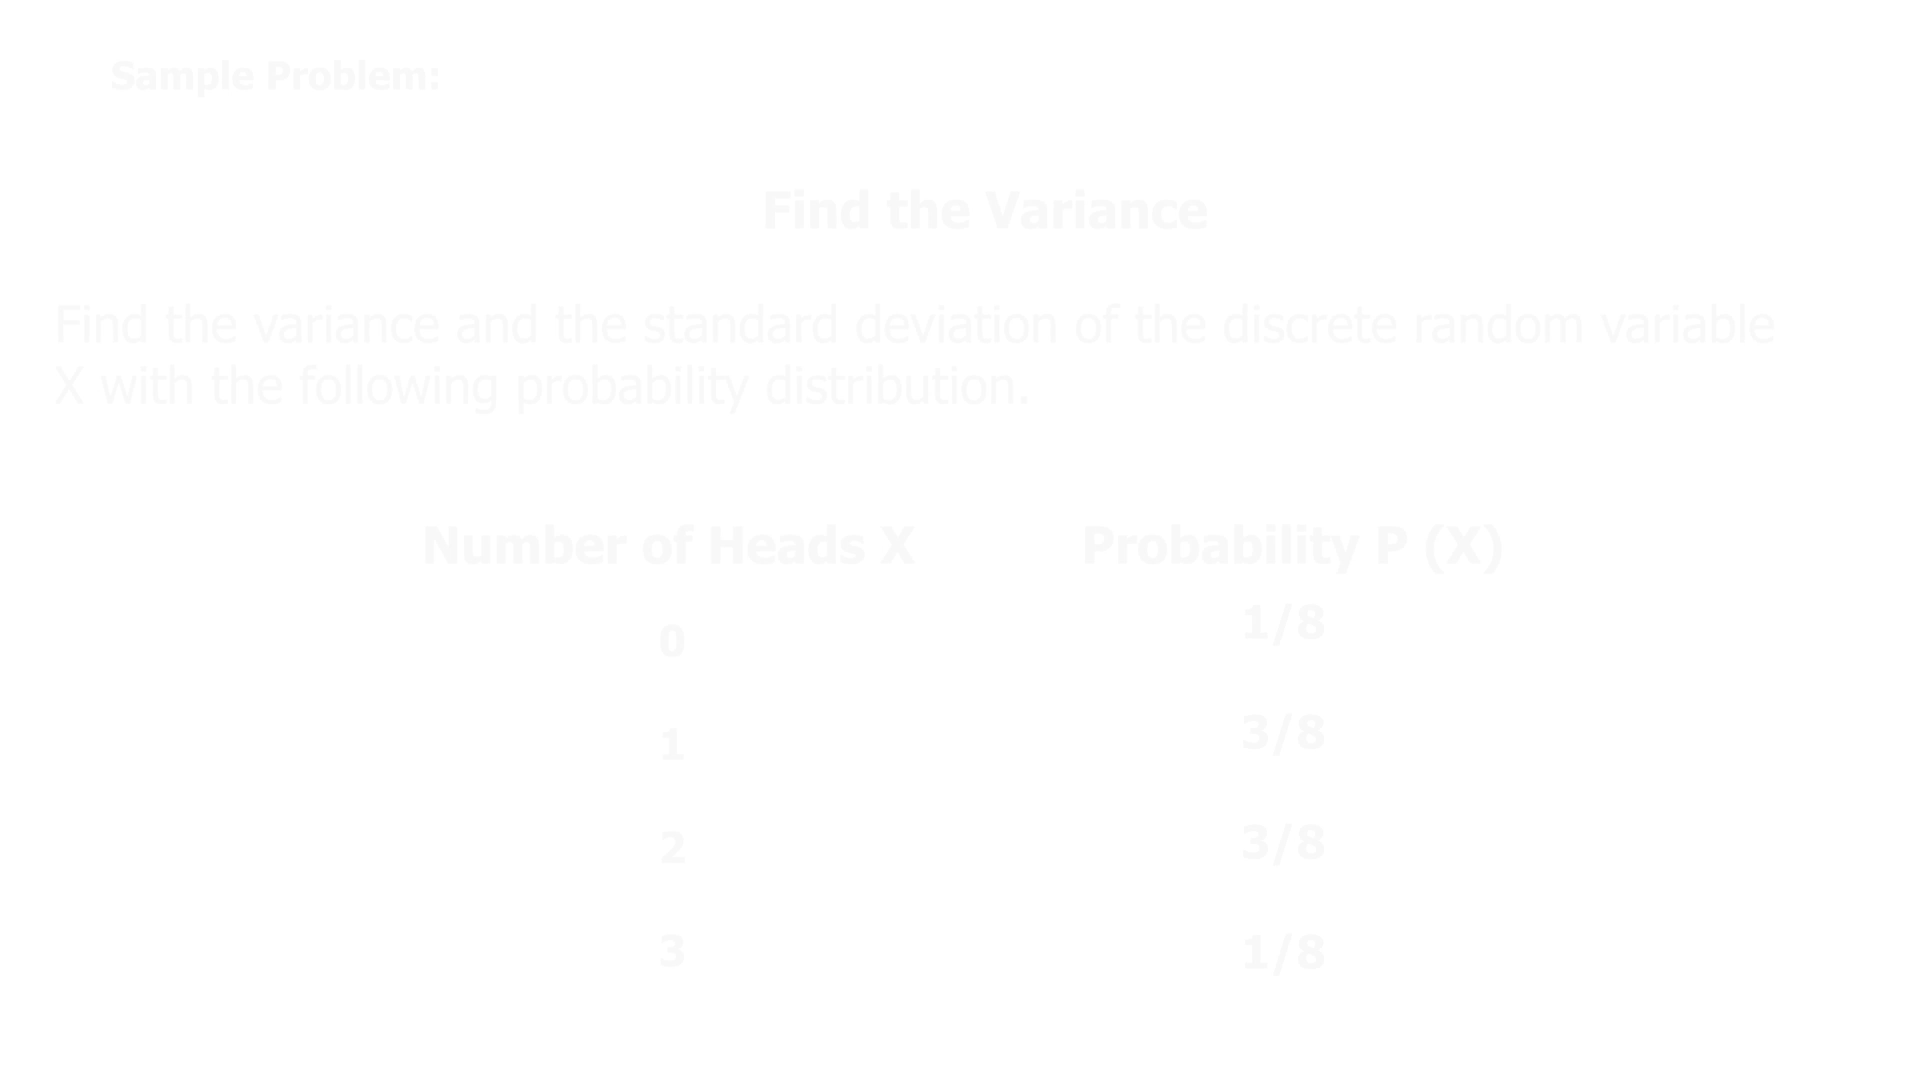 Sample Problem:
Find the Variance
Find the variance and the standard deviation of the discrete random variable
X with the following probability distribution.
Number of Heads X Probability P (X)
0 1/8
1 3/8
2 3/8
3 1/8